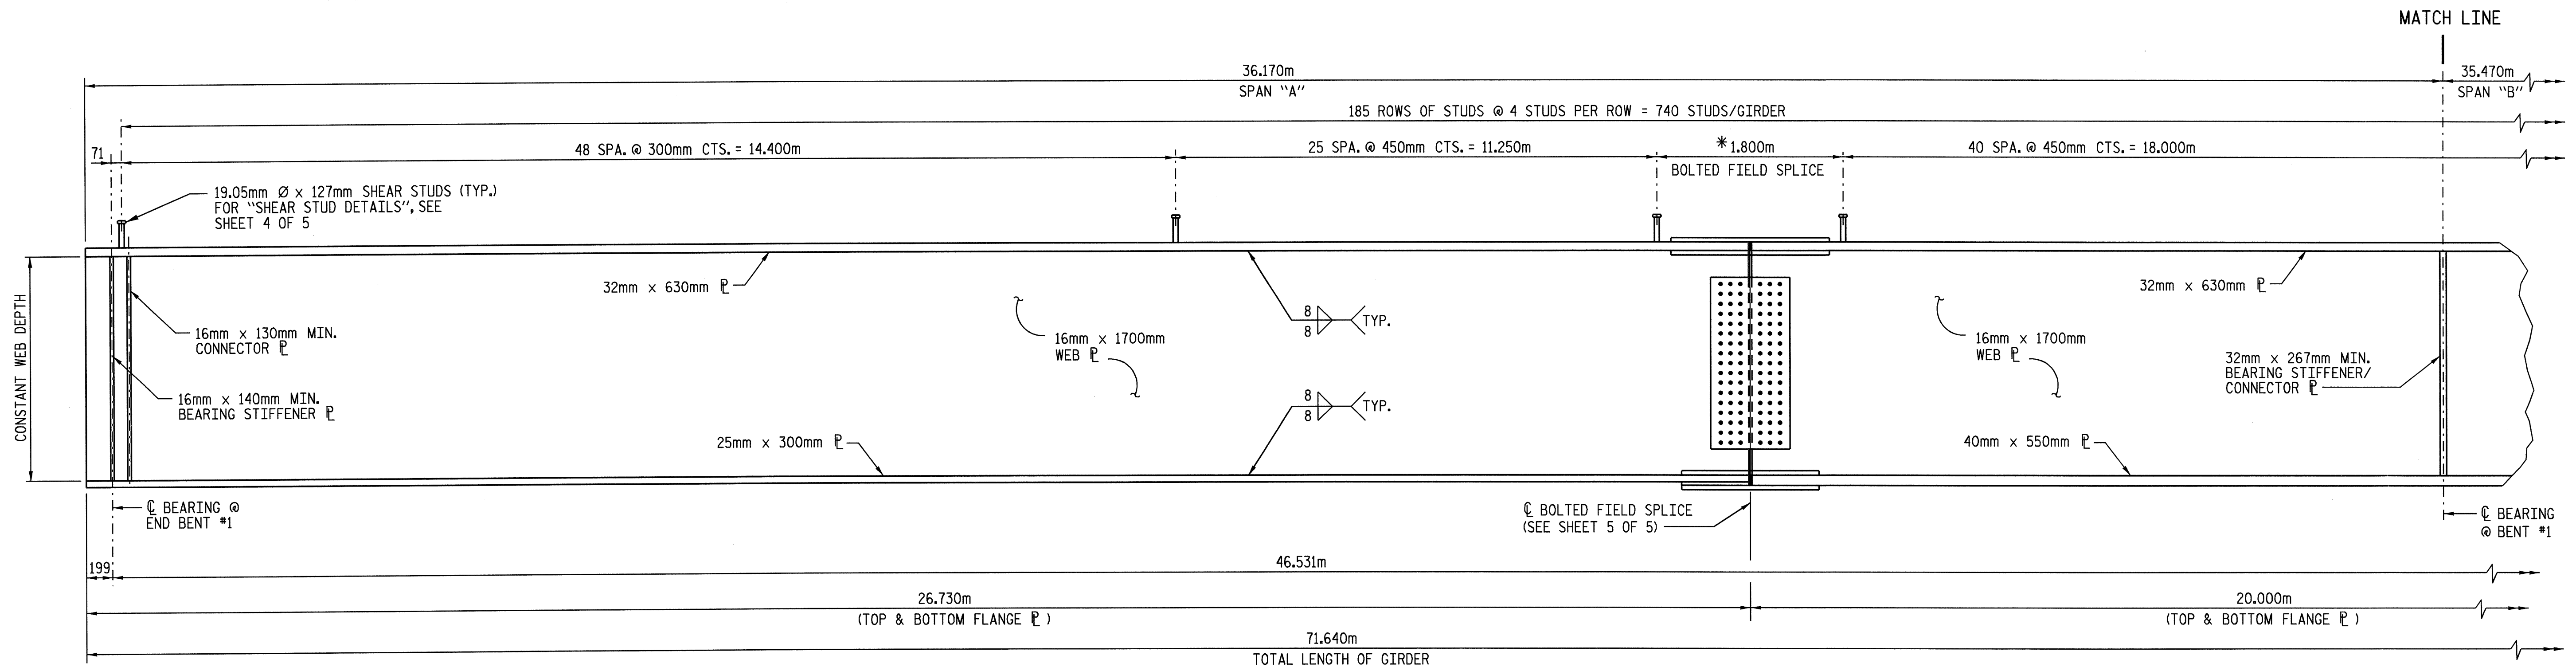 MATCH LINE
36.170m
SPAN "A"
35.470m
SPAN "B"
185 ROWS OF STUDS @ 4 STUDS PER ROW = 740 STUDS/GIRDER
71
48 SPA. @ 300mm CTS. = 14.400m
25 SPA. @ 450mm CTS. = 11.250m
* 1.800m
BOLTED FIELD SPLICE
40 SPA. @ 450mm CTS. = 18.000m
19.05mm Ø x 127mm SHEAR STUDS (TYP.)
FOR "SHEAR STUD DETAILS", SEE
SHEET 4 OF 5
32mm x 630mm ⅊
32mm x 630mm ⅊
CONSTANT WEB DEPTH
16mm x 130mm MIN.
CONNECTOR ⅊
8
8
TYP.
16mm x 1700mm
WEB ⅊
16mm x 1700mm
WEB ⅊
32mm x 267mm MIN.
BEARING STIFFENER/
CONNECTOR ⅊
16mm x 140mm MIN.
BEARING STIFFENER ⅊
8
8
TYP.
25mm x 300mm ⅊
40mm x 550mm ⅊
℄ BEARING @
END BENT #1
℄ BOLTED FIELD SPLICE
(SEE SHEET 5 OF 5)
℄ BEARING
@ BENT #1
199
46.531m
26.730m
(TOP & BOTTOM FLANGE ⅊ )
20.000m
(TOP & BOTTOM FLANGE ⅊ )
71.640m
TOTAL LENGTH OF GIRDER